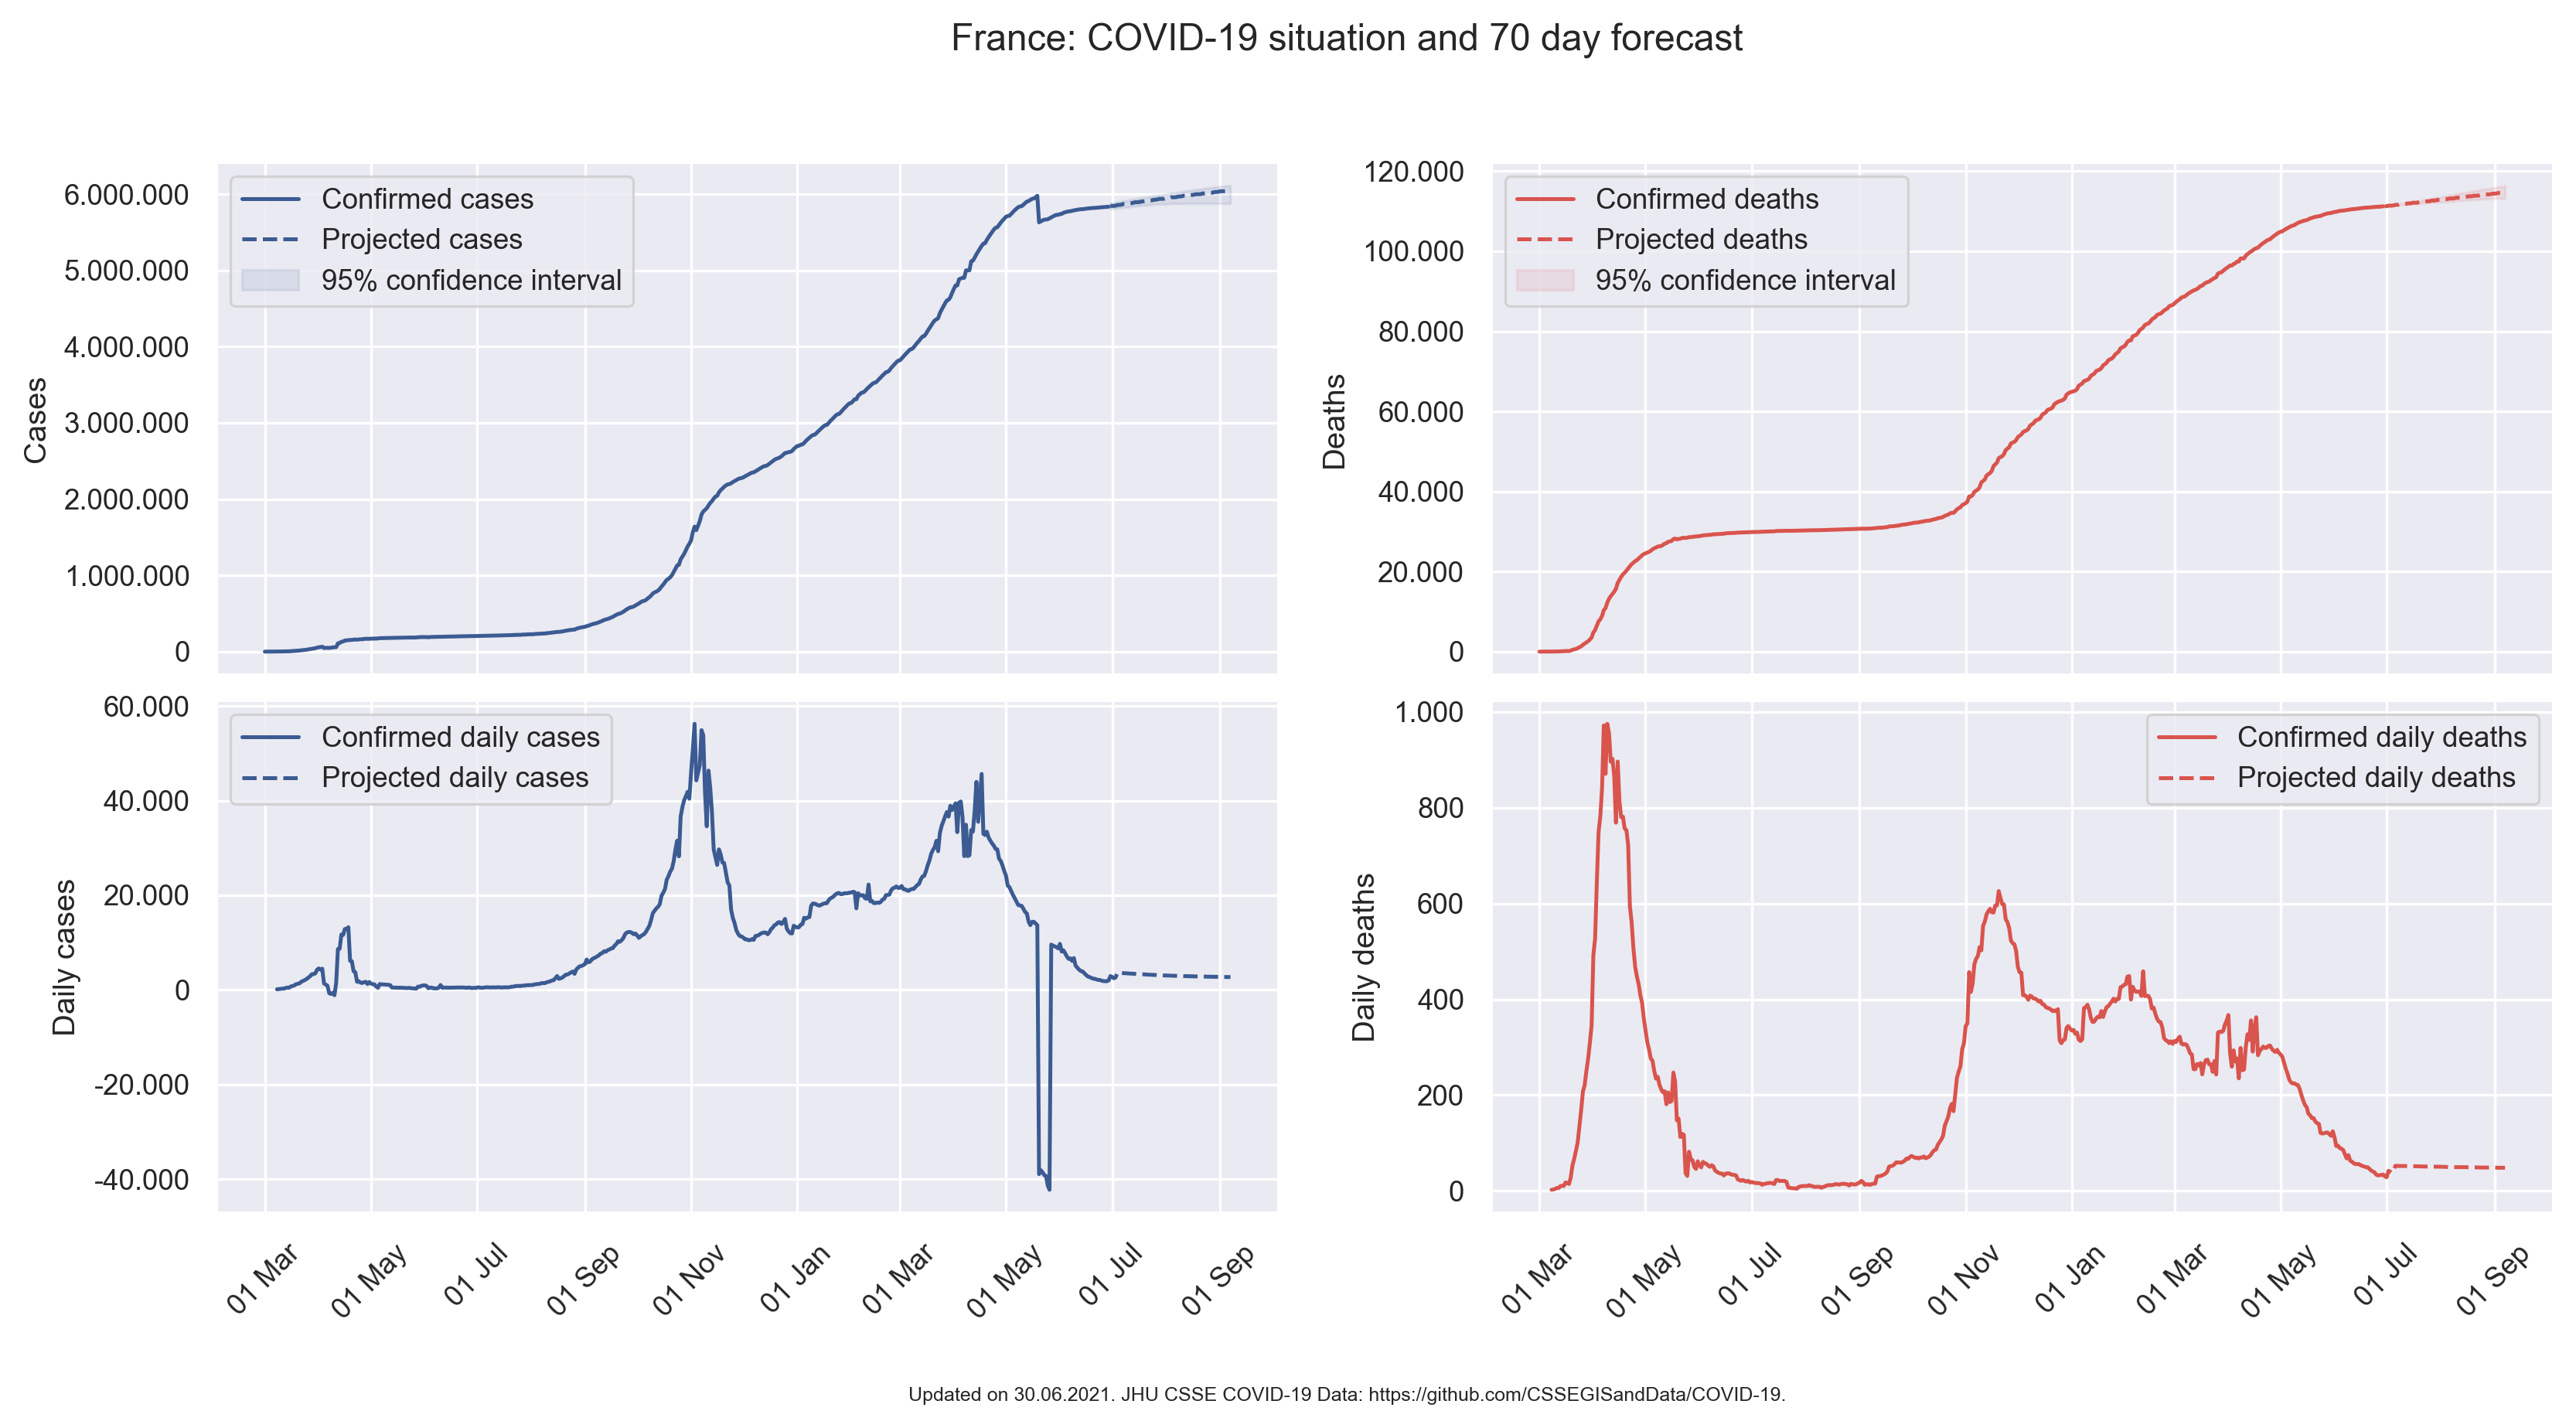 France: COVID-19 situation and 70 day forecast
Confirmed cases
Projected cases
95% confidence interval
6.000.000
5.000.000
4.000.000
3.000.000
2.000.000
1.000.000
0
Cases
Confirmed deaths
Projected deaths
95% confidence interval
120.000
100.000
80.000
60.000
40.000
20.000
0
Deaths
Confirmed daily cases
Projected daily cases
60.000
40.000
20.000
0
-20.000
-40.000
Daily cases
01 Mar
01 May
01 Jul
01 Sep
01 Nov
01 Jan
01 Mar
01 May
01 Jul
01 Sep
Confirmed daily deaths
Projected daily deaths
1.000
800
600
400
200
0
Daily deaths
01 Mar
01 May
01 Jul
01 Sep
01 Nov
01 Jan
01 Mar
01 May
01 Jul
01 Sep
Updated on 30.06.2021. JHU CSSE COVID-19 Data: https://github.com/CSSEGISandData/COVID-19.